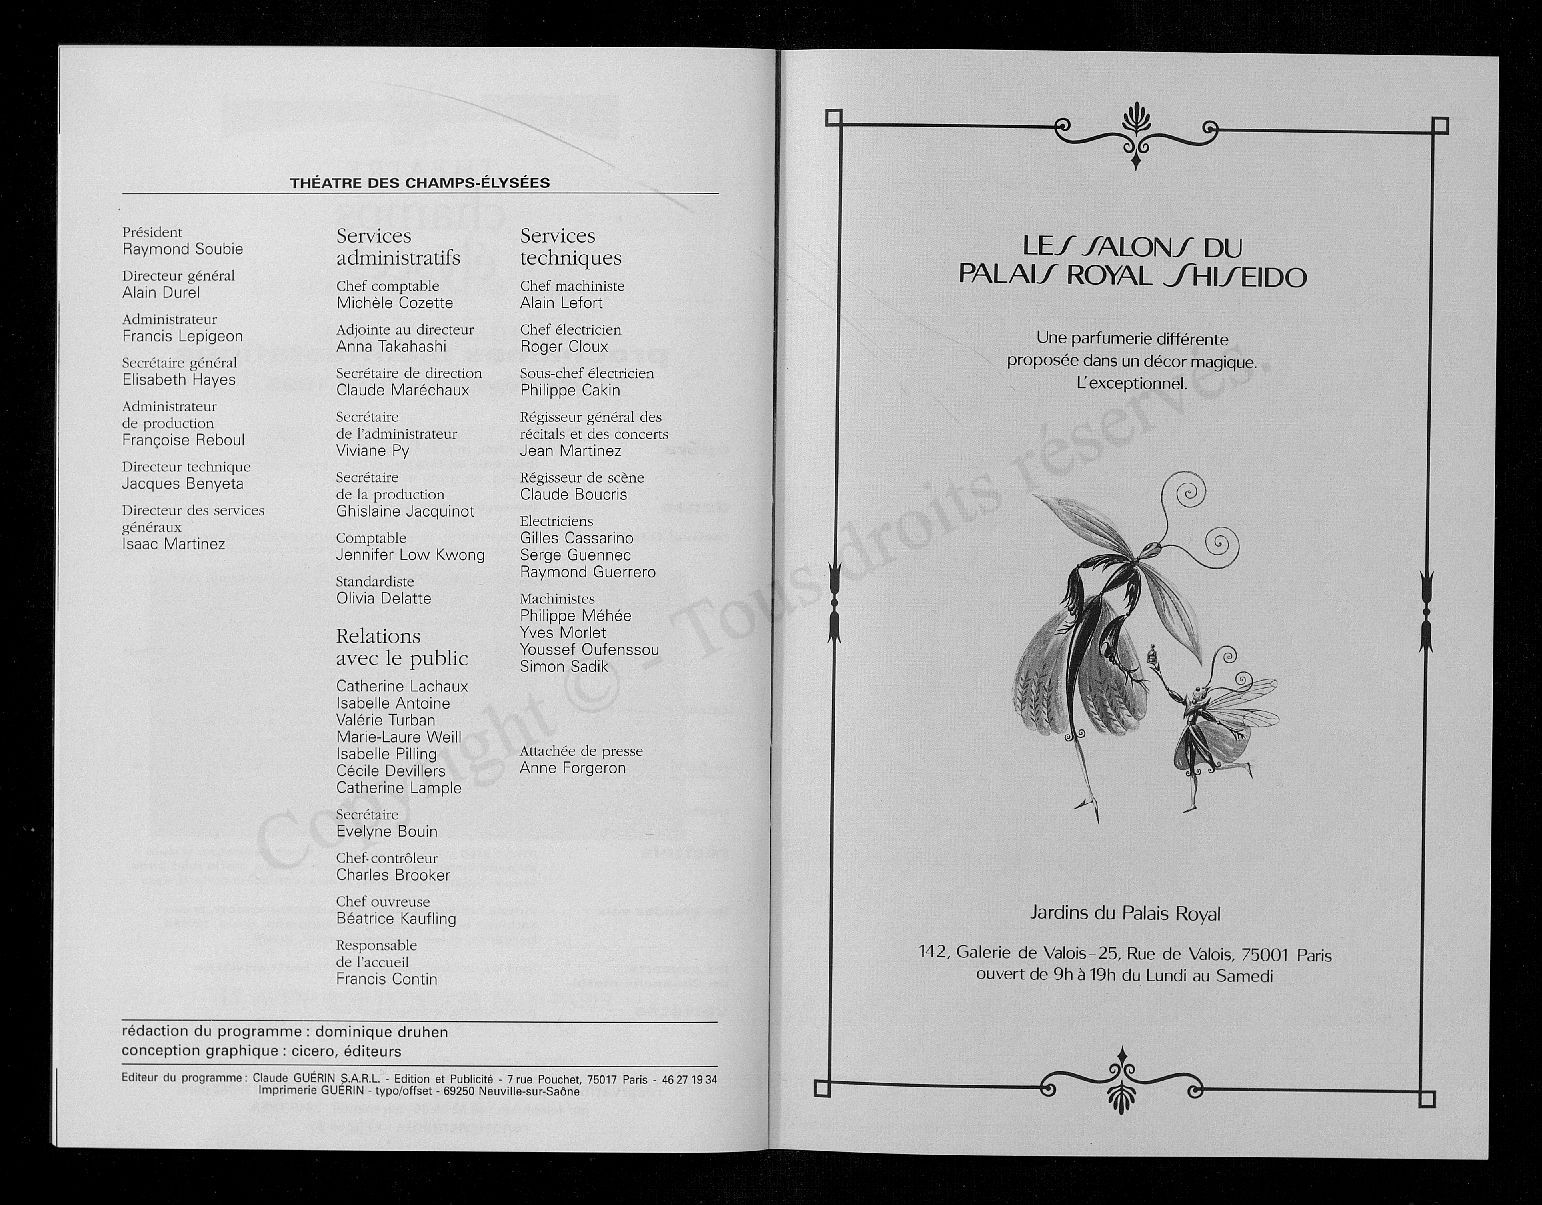 THÉATRE DES CHAMPS-ÉLYSÉES
Président
Raymond Soubie
Directeur général
Alain Durel
Administrateur
Francis Lepigeon
Secrétaire général
Elisabeth Hayes
Administrateur
de production
Françoise Reboul
Directeur technique
Jacques Benyeta
Directeur des services
généraux
Isaac Martinez
Services
administratifs
Chef comptable
Michèle Cozette
Adjointe au directeur
Anna Takahashi
Secrétaire de direction
Claude Maréchaux
Secrétaire
de l'administrateur
Viviane Py
Secrétaire
de la production
Ghislaine Jacquinot
Comptable
Jennifer Low Kwong
Standardiste
Olivia Delatte
Relations
avec le public
Catherine Lachaux
Isabelle Antoine
Valérie Turban
Marie-Laure Weill
Isabelle Pilling
Cécile Devillers
Catherine Lample
Secrétaire
Evelyne Bouin
Chef-contrôleur
Charles Brooker
Chef ouvreuse
Béatrice Kaufling
Responsable
de l'accueil
Francis Contin
Services
techniques
Chef machiniste
Alain Lefort
Chef électricien
Roger Cloux
Sous-chef électricien
Philippe Cakin
Régisseur général des
récitals et des concerts
Jean Martinez
Régisseur de scène
Claude Boucris
Electriciens
Gilles Cassarino
Serge Guennec
Raymond Guerrero
Machinistes
Philippe Méhée
Yves Morlet
Youssef Oufenssou
Simon Sadik
Attachée de presse
Anne Forgeron
rédaction du programme : dominique druhen
conception graphique : cicero, éditeurs
Editeur du programme : Claude GUÉRIN S.A.R.L. - Edition et Publicité - 7 rue Pouchet, 75017 Paris - 46 27 19 34
Imprimerie GUÉRIN - typo/offset - 69250 Neuville-sur-Saône
LES SALONS DU
PALAIS ROYAL SHISEIDO
Une parfumerie différente
proposée dans un décor magique.
L'exceptionnel.
Jardins du Palais Royal
142, Galerie de Valois - 25, Rue de Valois, 75001 Paris
ouvert de 9h à 19h du Lundi au Samedi
Copyright © - Tous droits réservés.